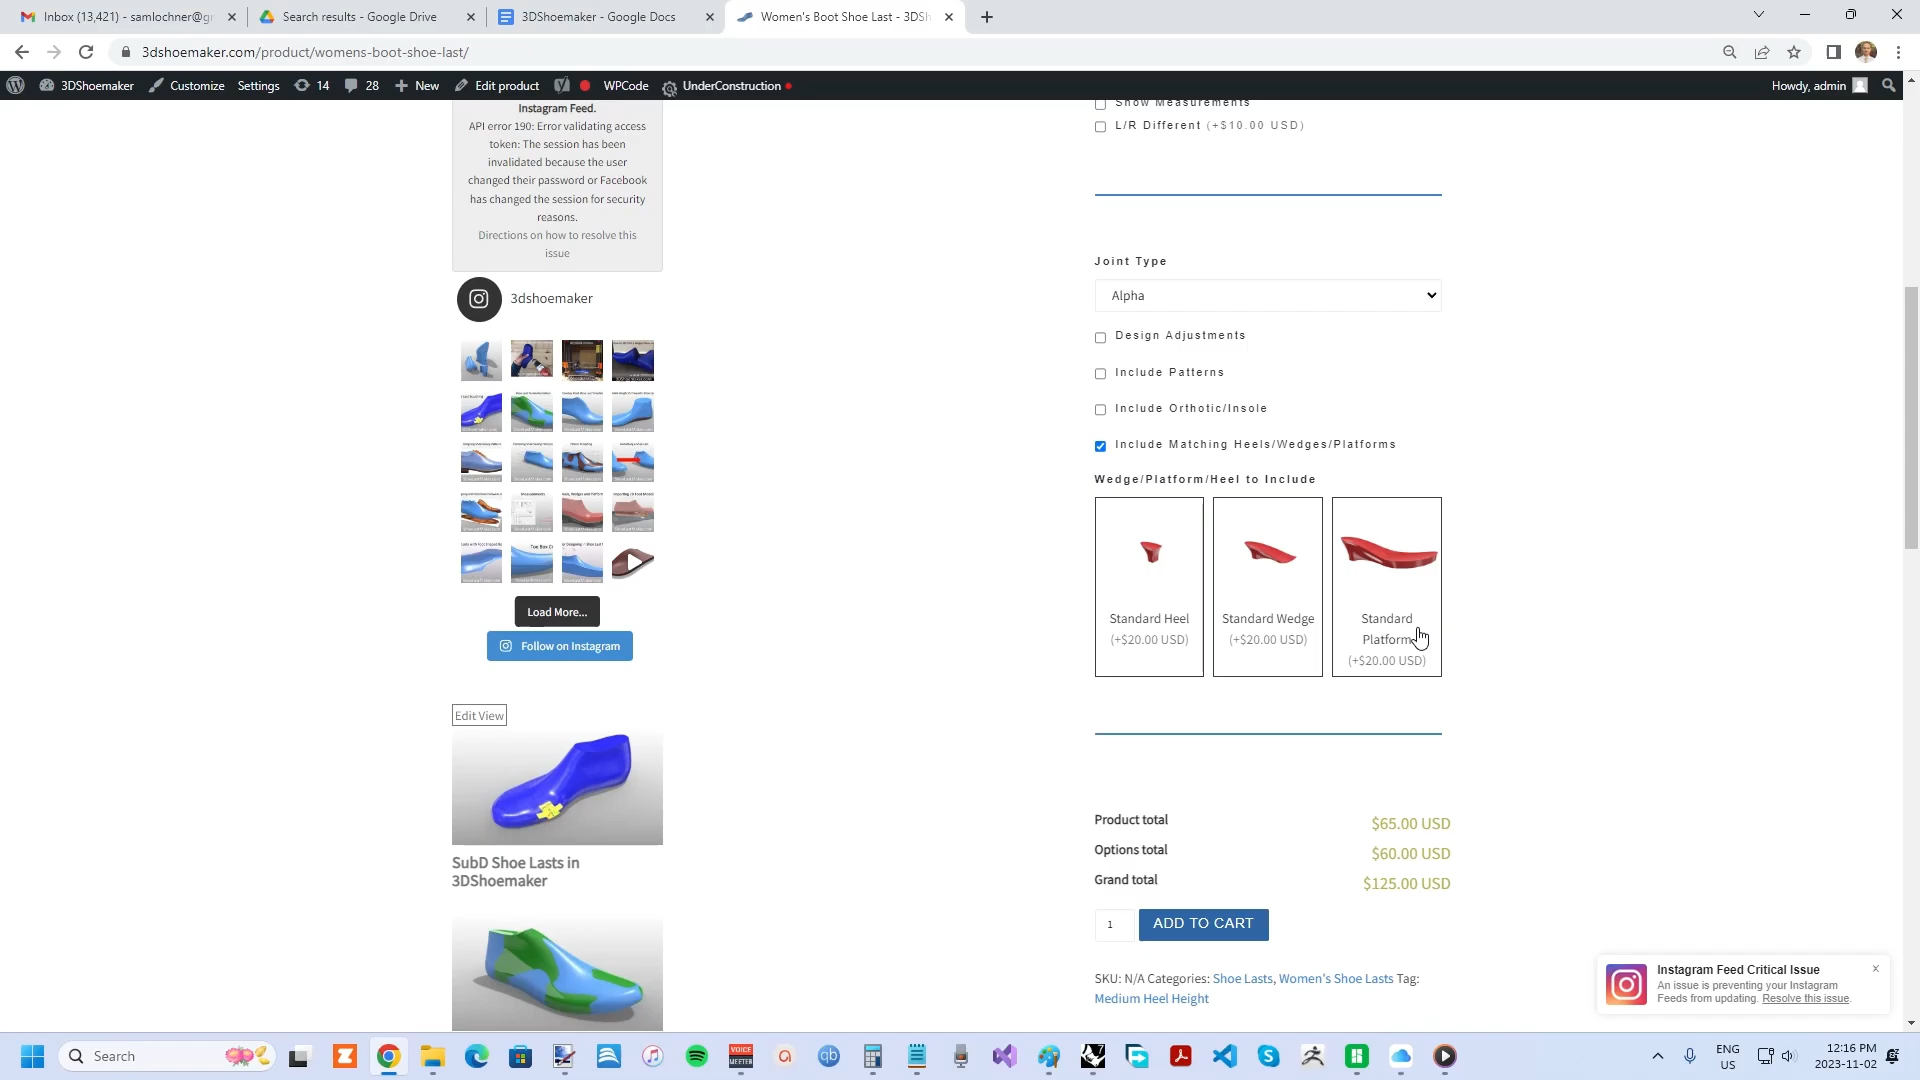 Inbox (13,421) - samlochner@gr
Search results - Google Drive
3DShoemaker - Google Docs
Women's Boot Shoe Last - 3DSh
3dshoemaker.com/product/womens-boot-shoe-last/
3DShoemaker
Customize
Settings
14
28
New
Edit product
WPCode
UnderConstruction
Howdy, admin
Instagram Feed.
API error 190: Error validating access
token: The session has been
invalidated because the user
changed their password or Facebook
has changed the session for security
reasons.
Directions on how to resolve this
issue
3dshoemaker
Load More...
Follow on Instagram
Edit View
SubD Shoe Lasts in
3DShoemaker
Show Measurements
L/R Different (+$10.00 USD)
Joint Type
Alpha
Design Adjustments
Include Patterns
Include Orthotic/Insole
Include Matching Heels/Wedges/Platforms
Wedge/Platform/Heel to Include
Standard Heel
(+$20.00 USD)
Standard Wedge
(+$20.00 USD)
Standard
Platform
(+$20.00 USD)
Product total $65.00 USD
Options total $60.00 USD
Grand total $125.00 USD
1
ADD TO CART
SKU: N/A Categories: Shoe Lasts, Women's Shoe Lasts Tag:
Medium Heel Height
Instagram Feed Critical Issue
An issue is preventing your Instagram
Feeds from updating. Resolve this issue.
Search
VOICE
MEETER
qb
ENG
US
12:16 PM
2023-11-02